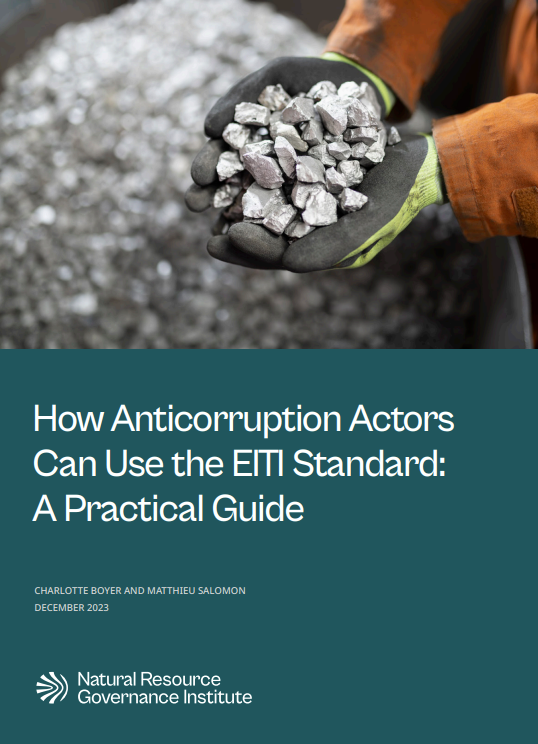 How Anticorruption Actors
Can Use the EITI Standard:
A Practical Guide
CHARLOTTE BOYER AND MATTHIEU SALOMON
DECEMBER 2023
Natural Resource
Governance Institute